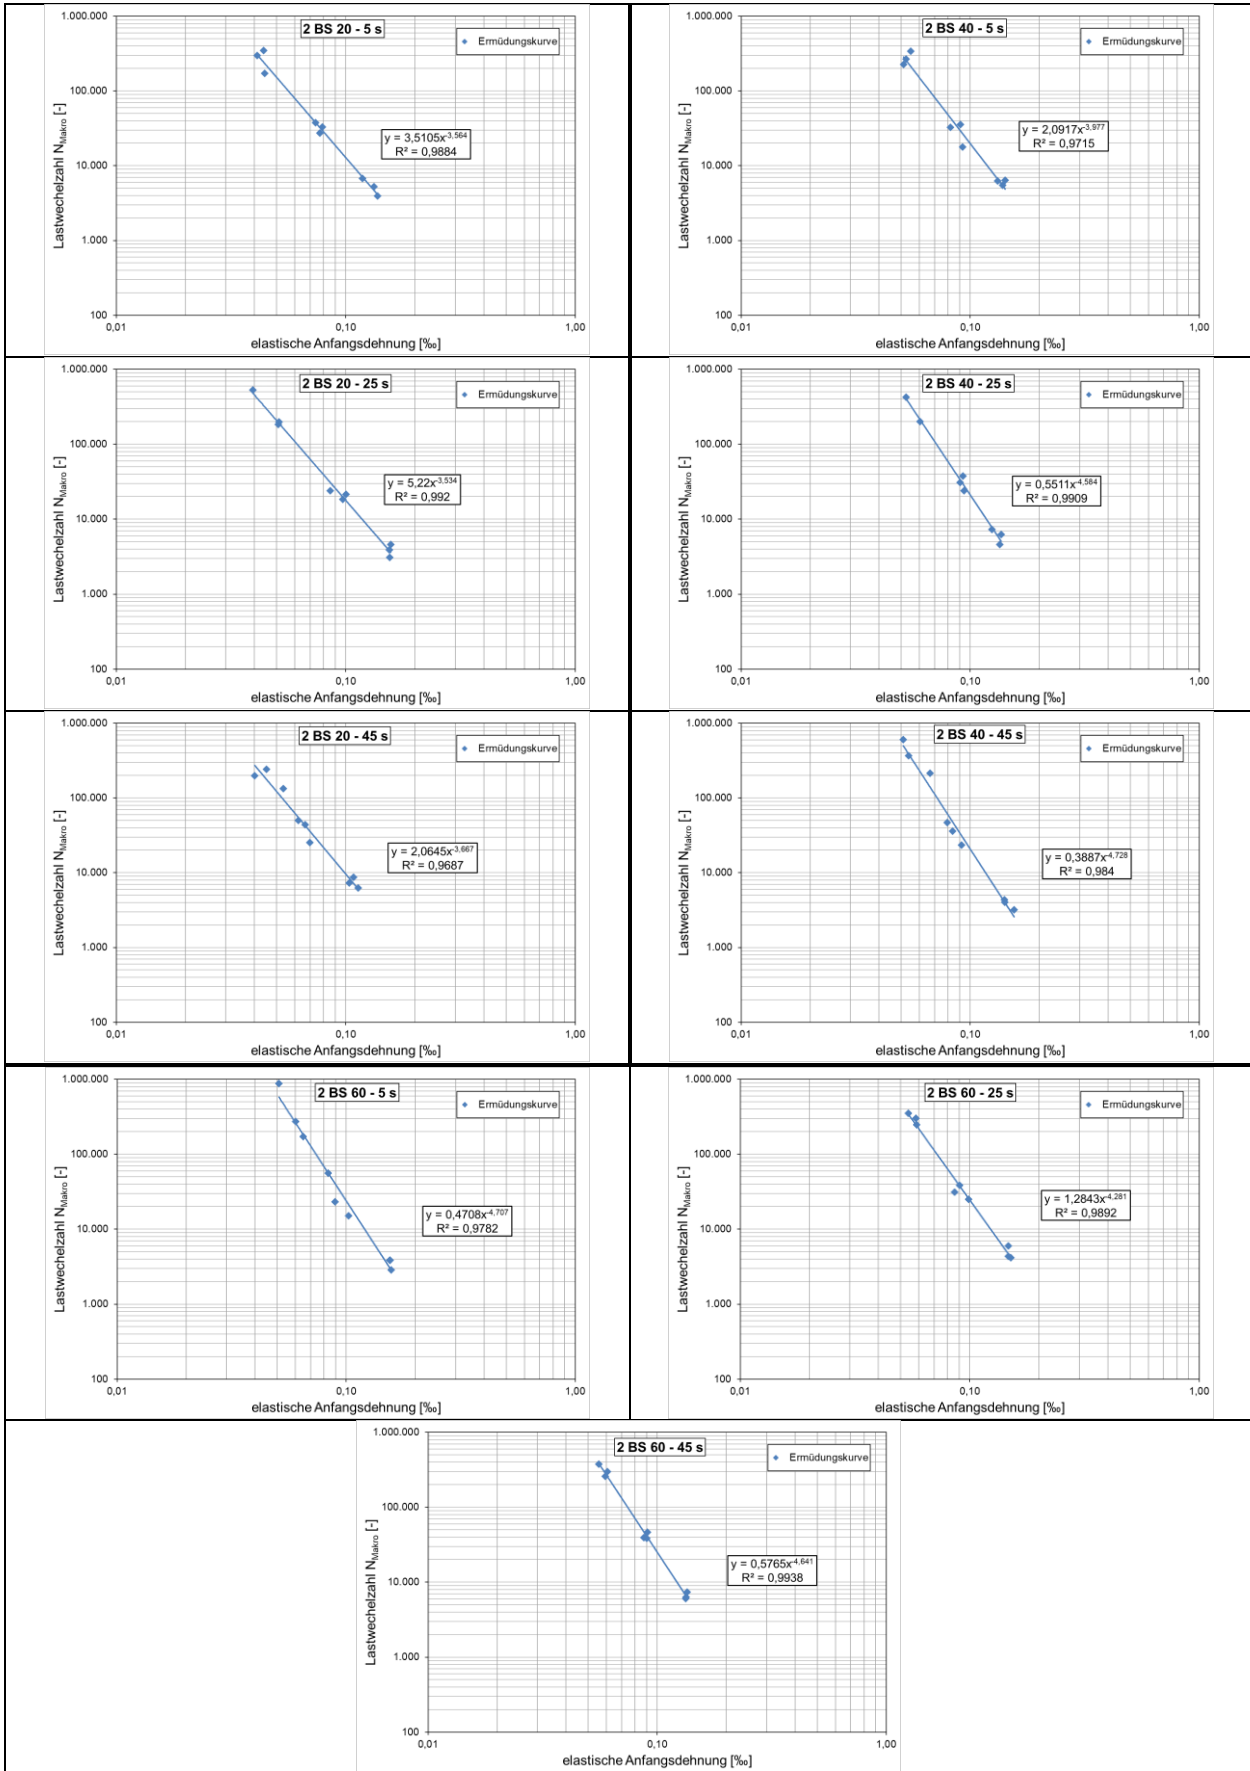 1.000.000
2 BS 20 - 5 s
Ermüdungskurve
100.000
y = 3,5105x-3,564
R² = 0,9884
10.000
1.000
100
0,01
0,10
1,00
Lastwechelzahl NMakro [-]
elastische Anfangsdehnung [‰]
1.000.000
2 BS 40 - 5 s
Ermüdungskurve
100.000
y = 2,0917x-3,977
R² = 0,9715
10.000
1.000
100
0,01
0,10
1,00
Lastwechelzahl NMakro [-]
elastische Anfangsdehnung [‰]
1.000.000
2 BS 20 - 25 s
Ermüdungskurve
100.000
y = 5,22x-3,534
R² = 0,992
10.000
1.000
100
0,01
0,10
1,00
Lastwechelzahl NMakro [-]
elastische Anfangsdehnung [‰]
1.000.000
2 BS 40 - 25 s
Ermüdungskurve
100.000
y = 0,5511x-4,584
R² = 0,9909
10.000
1.000
100
0,01
0,10
1,00
Lastwechelzahl NMakro [-]
elastische Anfangsdehnung [‰]
1.000.000
2 BS 20 - 45 s
Ermüdungskurve
100.000
y = 2,0645x-3,667
R² = 0,9687
10.000
1.000
100
0,01
0,10
1,00
Lastwechelzahl NMakro [-]
elastische Anfangsdehnung [‰]
1.000.000
2 BS 40 - 45 s
Ermüdungskurve
100.000
y = 0,3887x-4,728
R² = 0,984
10.000
1.000
100
0,01
0,10
1,00
Lastwechelzahl NMakro [-]
elastische Anfangsdehnung [‰]
1.000.000
2 BS 60 - 5 s
Ermüdungskurve
100.000
y = 0,4708x-4,707
R² = 0,9782
10.000
1.000
100
0,01
0,10
1,00
Lastwechelzahl NMakro [-]
elastische Anfangsdehnung [‰]
1.000.000
2 BS 60 - 25 s
Ermüdungskurve
100.000
y = 1,2843x-4,281
R² = 0,9892
10.000
1.000
100
0,01
0,10
1,00
Lastwechelzahl NMakro [-]
elastische Anfangsdehnung [‰]
1.000.000
2 BS 60 - 45 s
Ermüdungskurve
100.000
y = 0,5765x-4,641
R² = 0,9938
10.000
1.000
100
0,01
0,10
1,00
Lastwechelzahl NMakro [-]
elastische Anfangsdehnung [‰]